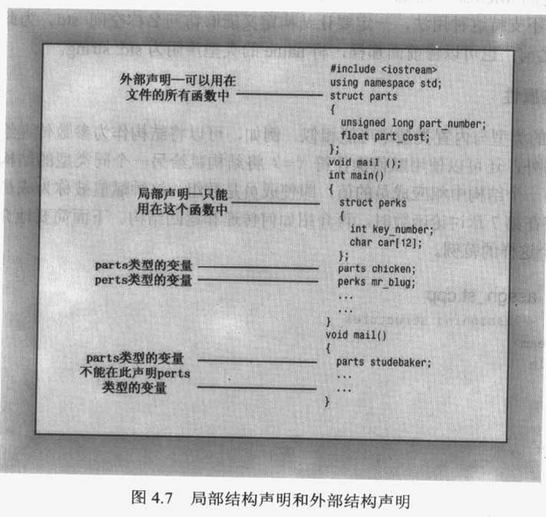 外部声明—可以用在
文件的所有函数中
#include <iostream>
using namespace std;
struct parts
{
unsigned long part_number;
float part_cost;
};
void mail ();
int main()
{
局部声明—只能
用在这个函数中
struct perks
{
int key_number;
char car[12];
};
parts类型的变量
parts chicken;
perts类型的变量
perks mr_blug;
...
...
}
void mail()
{
parts类型的变量
parts studebaker;
不能在此声明perts
类型的变量
...
...
}
图 4.7 局部结构声明和外部结构声明
assgn_st.cpp